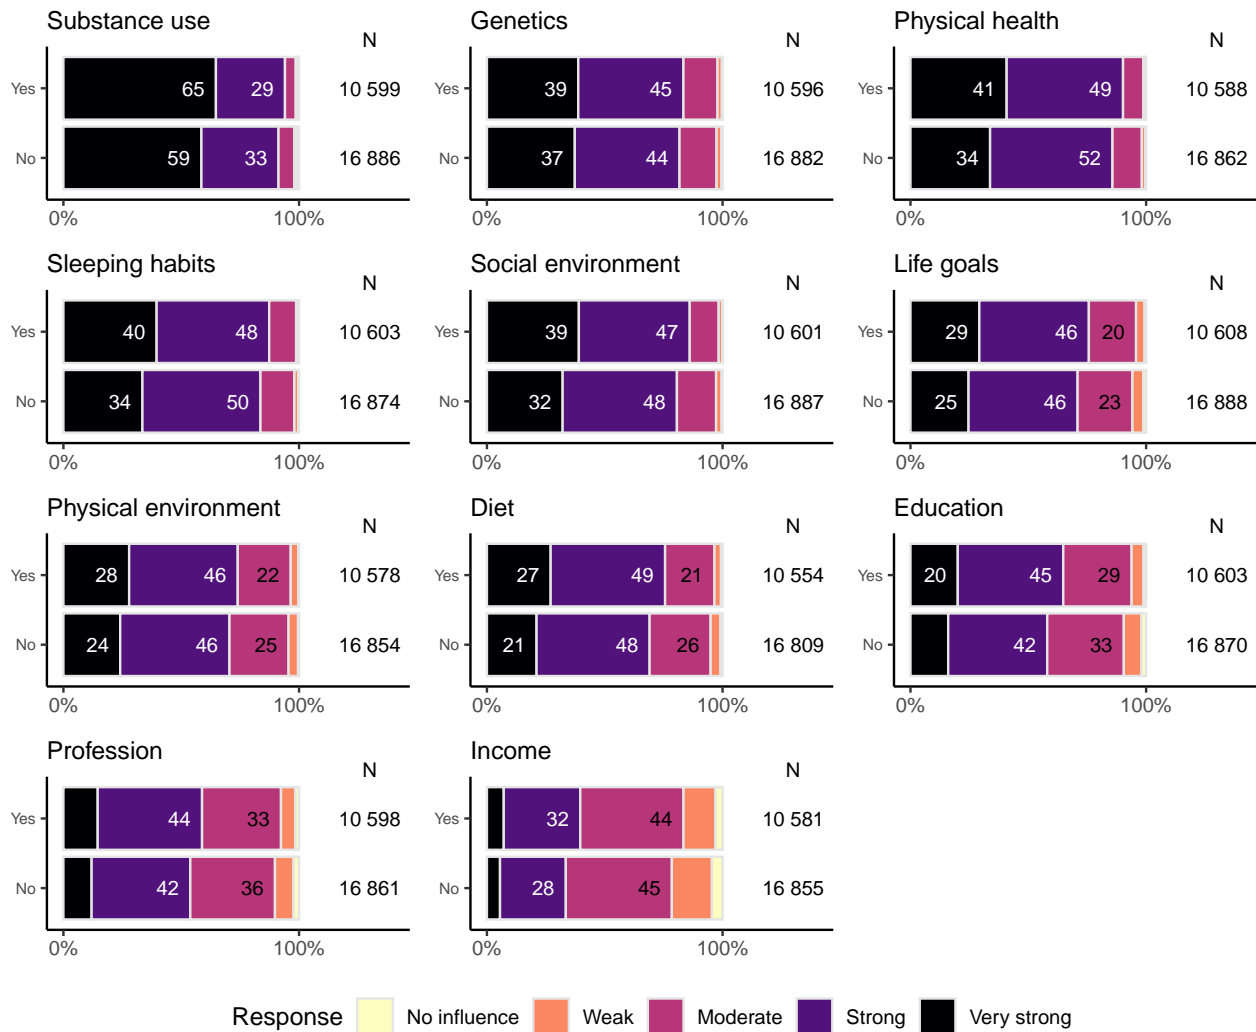 Substance use
N
Yes 65 29 10 599
No 59 33 16 886
0% 100%
Genetics
N
Yes 39 45 10 596
No 37 44 16 882
0% 100%
Physical health
N
Yes 41 49 10 588
No 34 52 16 862
0% 100%
Sleeping habits
N
Yes 40 48 10 603
No 34 50 16 874
0% 100%
Social environment
N
Yes 39 47 10 601
No 32 48 16 887
0% 100%
Life goals
N
Yes 29 46 20 10 608
No 25 46 23 16 888
0% 100%
Physical environment
N
Yes 28 46 22 10 578
No 24 46 25 16 854
0% 100%
Diet
N
Yes 27 49 21 10 554
No 21 48 26 16 809
0% 100%
Education
N
Yes 20 45 29 10 603
No 42 33 16 870
0% 100%
Profession
N
Yes 44 33 10 598
No 42 36 16 861
0% 100%
Income
N
Yes 32 44 10 581
No 28 45 16 855
0% 100%
Response No influence Weak Moderate Strong Very strong